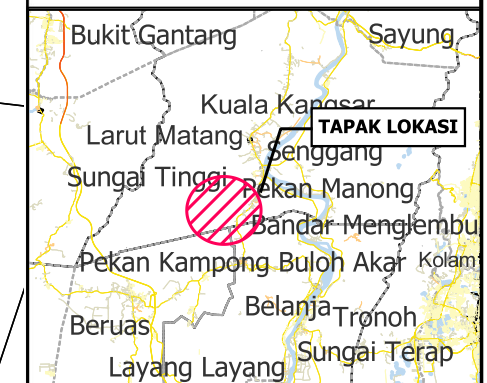 Bukit Gantang
Sayung
Kuala Kangsar
TAPAK LOKASI
Larut Matang
Senggang
Sungai Tinggi
Pekan Manong
Bandar Menglembu
Pekan Kampong Buloh Akar
Kolam
Belanja
Tronoh
Beruas
Sungai Terap
Layang Layang